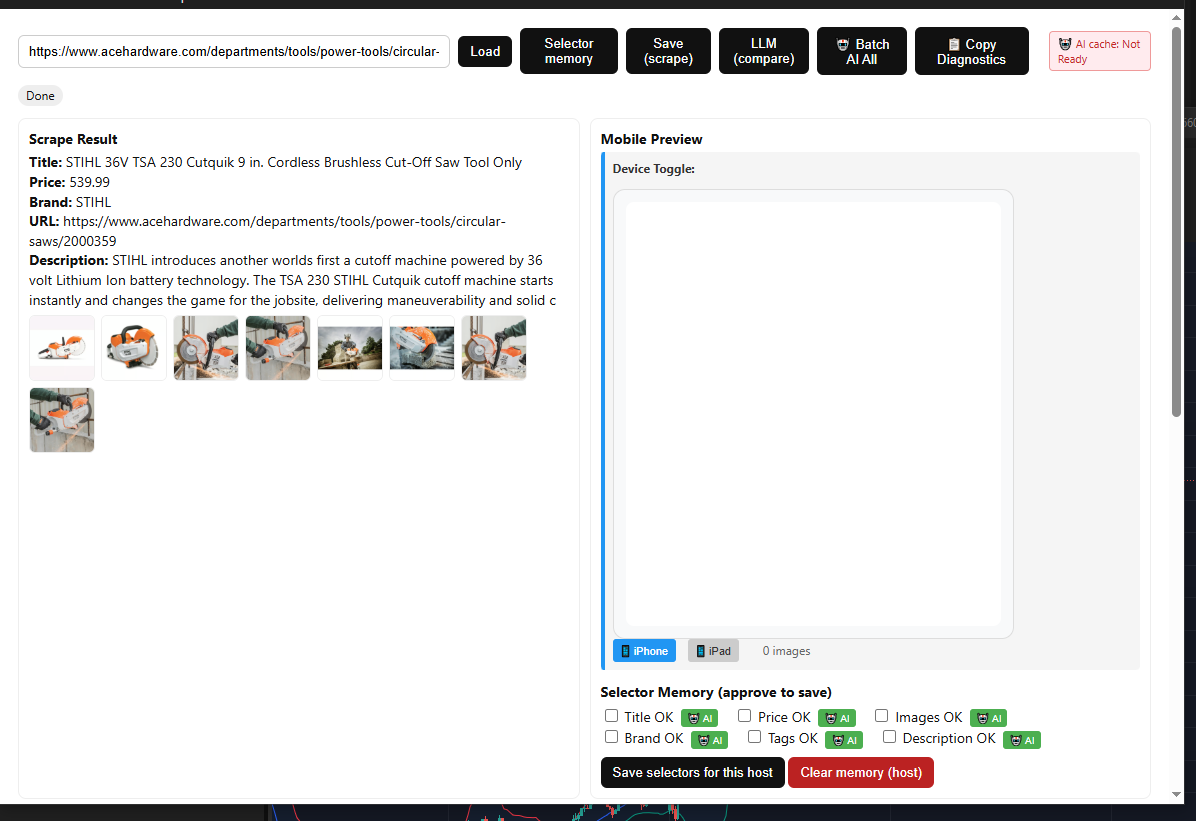 https://www.acehardware.com/departments/tools/power-tools/circular-
Load
Selector
memory
Save
(scrape)
LLM
(compare)
Batch
AI All
Copy
Diagnostics
AI cache: Not
Ready
Done
Scrape Result
Title: STIHL 36V TSA 230 Cutquik 9 in. Cordless Brushless Cut-Off Saw Tool Only
Price: 539.99
Brand: STIHL
URL: https://www.acehardware.com/departments/tools/power-tools/circular-
saws/2000359
Description: STIHL introduces another worlds first a cutoff machine powered by 36
volt Lithium Ion battery technology. The TSA 230 STIHL Cutquik cutoff machine starts
instantly and changes the game for the jobsite, delivering maneuverability and solid c
Mobile Preview
Device Toggle:
iPhone
iPad
0 images
Selector Memory (approve to save)
Title OK AI Price OK AI Images OK AI
Brand OK AI Tags OK AI Description OK AI
Save selectors for this host
Clear memory (host)